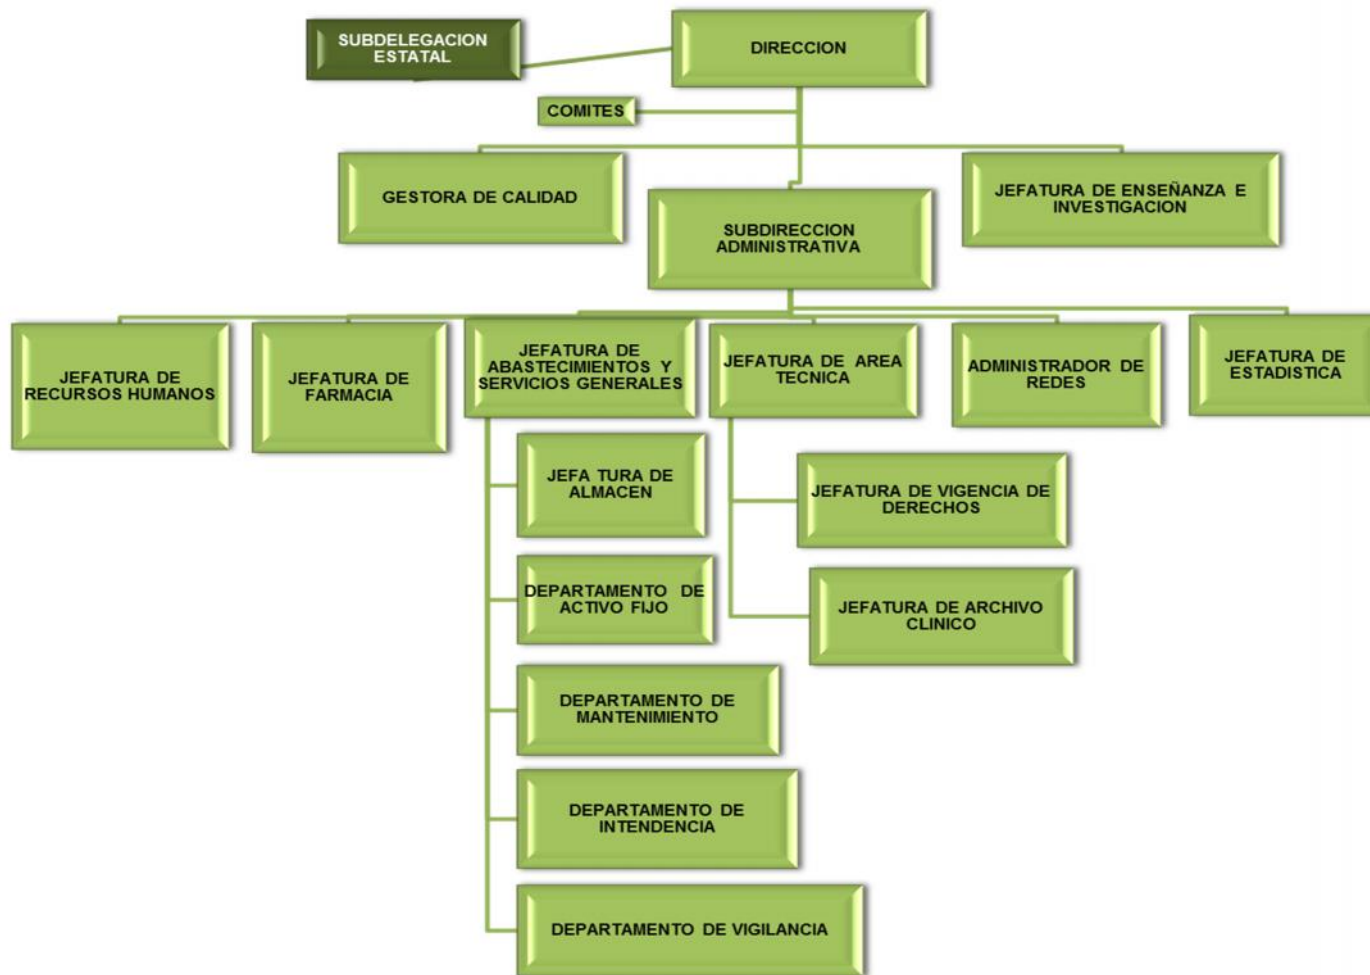 SUBDELEGACION
ESTATAL
DIRECCION
COMITES
GESTORA DE CALIDAD
JEFATURA DE ENSEÑANZA E
INVESTIGACION
SUBDIRECCION
ADMINISTRATIVA
JEFATURA DE
RECURSOS HUMANOS
JEFATURA DE
FARMACIA
JEFATURA DE
ABASTECIMIENTOS Y
SERVICIOS GENERALES
JEFATURA DE AREA
TECNICA
ADMINISTRADOR DE
REDES
JEFATURA DE
ESTADISTICA
JEFA TURA DE
ALMACEN
JEFATURA DE VIGENCIA DE
DERECHOS
DEPARTAMENTO DE
ACTIVO FIJO
JEFATURA DE ARCHIVO
CLINICO
DEPARTAMENTO DE
MANTENIMIENTO
DEPARTAMENTO DE
INTENDENCIA
DEPARTAMENTO DE VIGILANCIA